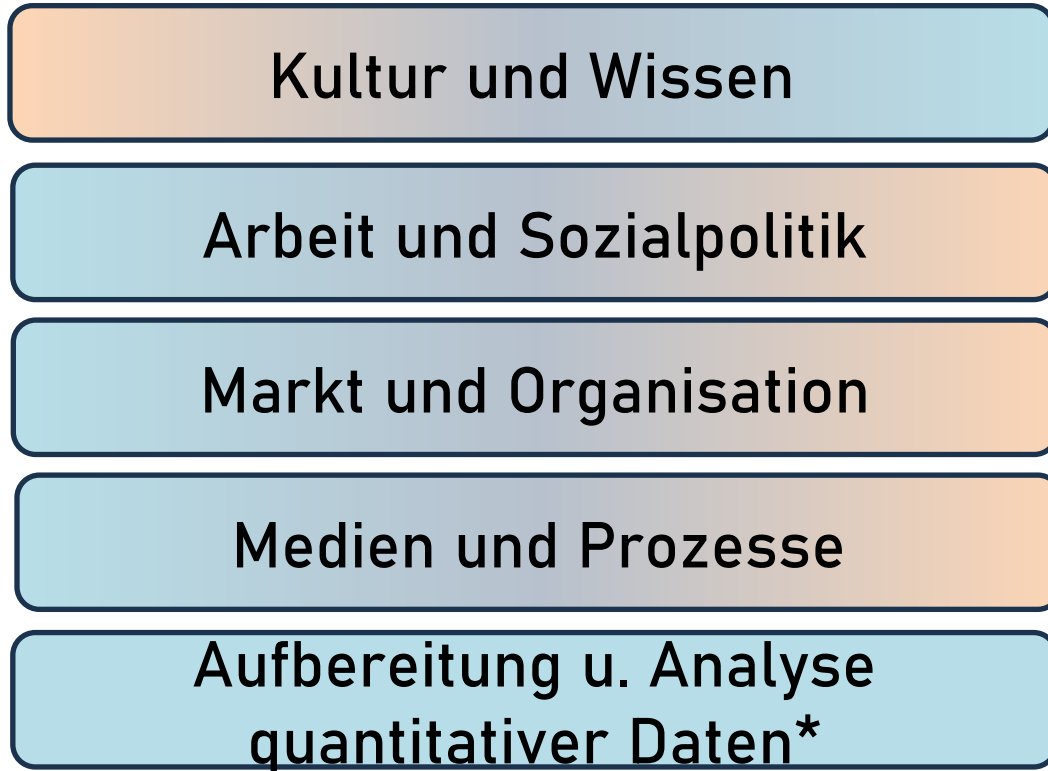 Kultur und Wissen
Arbeit und Sozialpolitik
Markt und Organisation
Medien und Prozesse
Aufbereitung u. Analyse
quantitativer Daten*